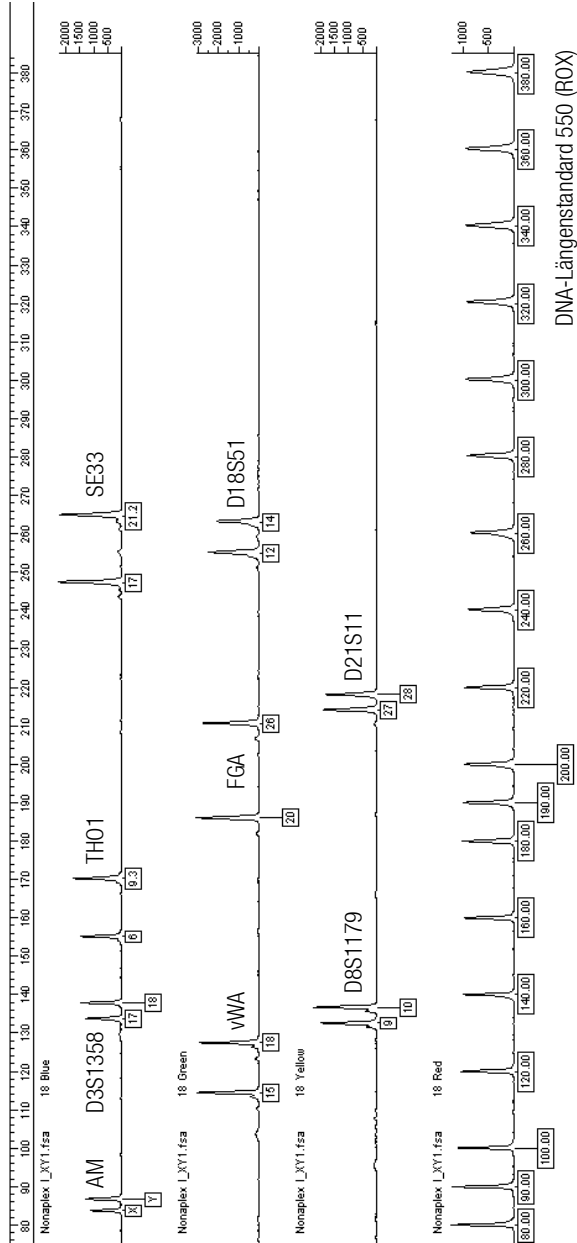 80 90 100 110 120 130 140 150 160 170 180 190 200 210 220 230 240 250 260 270 280 290 300 310 320 330 340 350 360 370 380
Nonaplex I_XY1.fsa 18 Blue
AM D3S1358 TH01 SE33
2000
1500
1000
500
X Y 17 18 6 9.3 17 21.2
Nonaplex I_XY1.fsa 18 Green
vWA FGA D18S51
3000
2000
1000
15 18 20 26 12 14
Nonaplex I_XY1.fsa 18 Yellow
D8S1179 D21S11
2000
1500
1000
500
9 10 27 28
Nonaplex I_XY1.fsa 18 Red
1000
500
80.00 90.00 100.00 120.00 140.00 160.00 180.00 190.00 200.00 220.00 240.00 260.00 280.00 300.00 320.00 340.00 360.00 380.00
DNA-Längenstandard 550 (ROX)